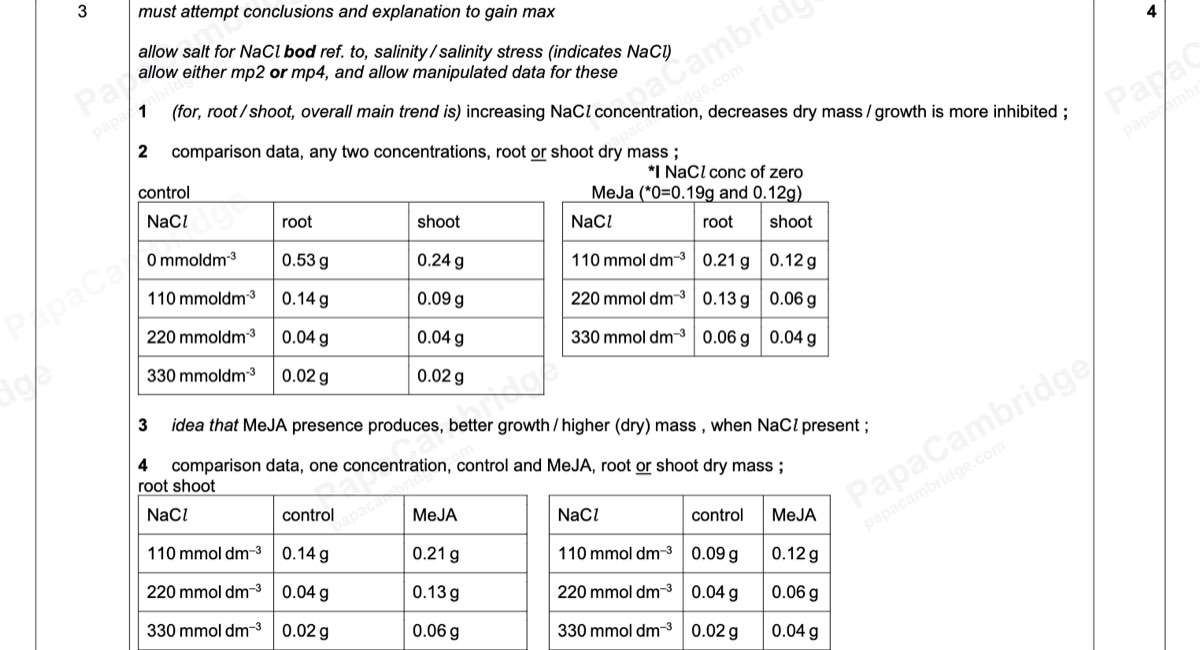 3 must attempt conclusions and explanation to gain max 4
allow salt for NaCl bod ref. to, salinity / salinity stress (indicates NaCl)
allow either mp2 or mp4, and allow manipulated data for these
1 (for, root / shoot, overall main trend is) increasing NaCl concentration, decreases dry mass / growth is more inhibited ;
2 comparison data, any two concentrations, root or shoot dry mass ;
*I NaCl conc of zero
control MeJa (*0=0.19g and 0.12g)
NaCl root shoot NaCl root shoot
0 mmoldm-3 0.53 g 0.24 g 110 mmol dm–3 0.21 g 0.12 g
110 mmoldm-3 0.14 g 0.09 g 220 mmol dm–3 0.13 g 0.06 g
220 mmoldm-3 0.04 g 0.04 g 330 mmol dm–3 0.06 g 0.04 g
330 mmoldm-3 0.02 g 0.02 g
3 idea that MeJA presence produces, better growth / higher (dry) mass , when NaCl present ;
4 comparison data, one concentration, control and MeJA, root or shoot dry mass ;
root shoot
NaCl control MeJA NaCl control MeJA
110 mmol dm–3 0.14 g 0.21 g 110 mmol dm–3 0.09 g 0.12 g
220 mmol dm–3 0.04 g 0.13 g 220 mmol dm–3 0.04 g 0.06 g
330 mmol dm–3 0.02 g 0.06 g 330 mmol dm–3 0.02 g 0.04 g
PapaCambridge
papacambridge.com